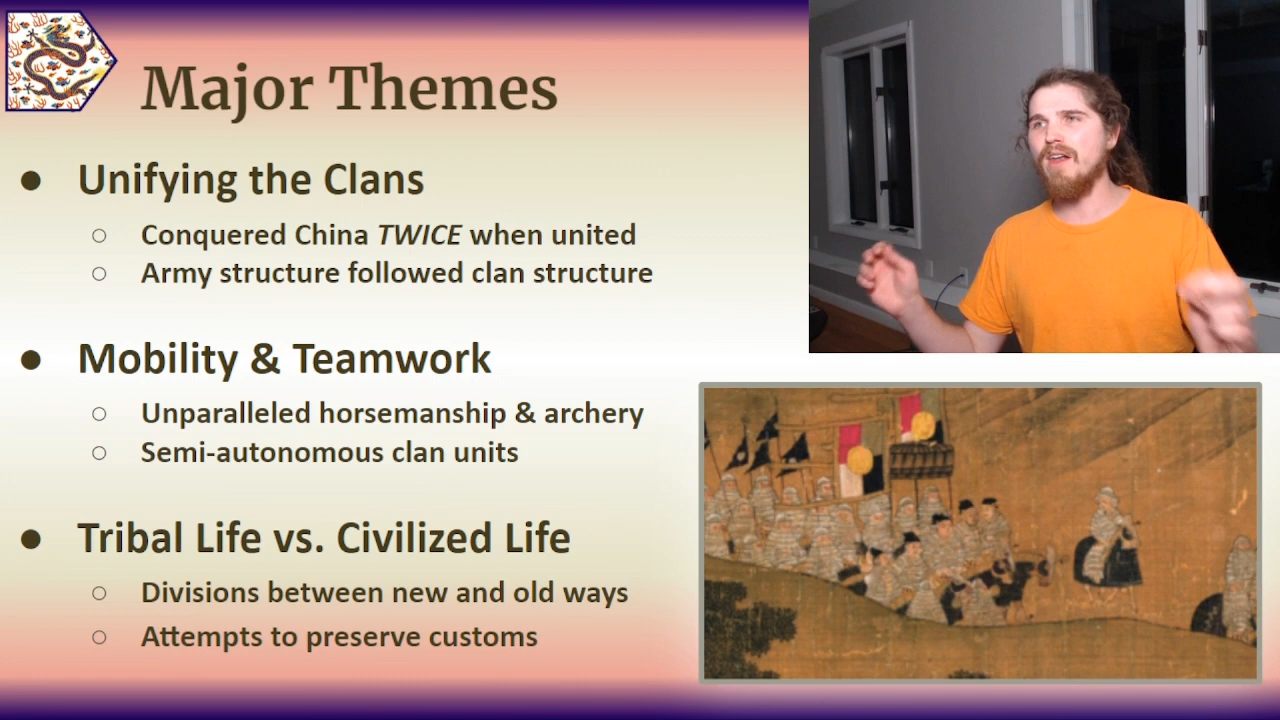 Major Themes
● Unifying the Clans
○ Conquered China TWICE when united
○ Army structure followed clan structure
● Mobility & Teamwork
○ Unparalleled horsemanship & archery
○ Semi-autonomous clan units
● Tribal Life vs. Civilized Life
○ Divisions between new and old ways
○ Attempts to preserve customs